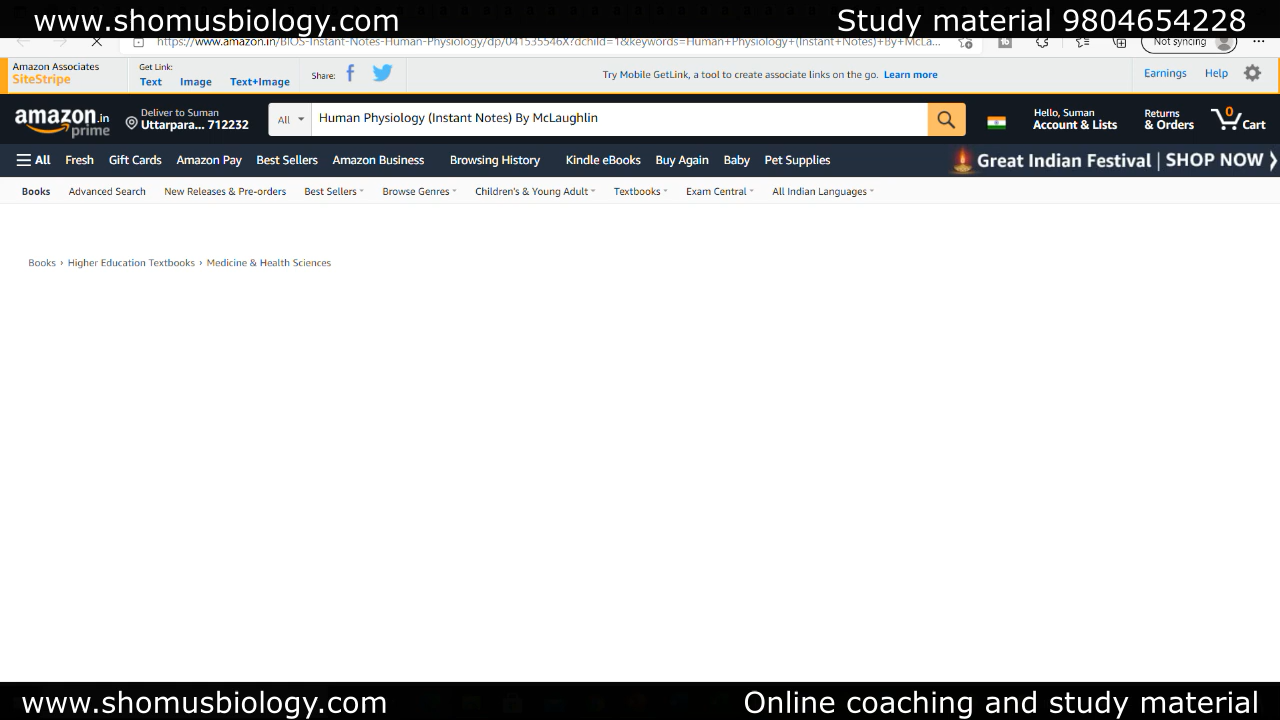 www.shomusbiology.com Study material 9804654228
https://www.amazon.in/BIOS-Instant-Notes-Human-Physiology/dp/041535546X?dchild=1&keywords=Human+Physiology+(Instant+Notes)+By+McLa... Not syncing
Amazon Associates Get Link: Share:
SiteStripe Text Image Text+Image Try Mobile GetLink, a tool to create associate links on the go. Learn more Earnings Help
amazon.in prime Deliver to Suman All Human Physiology (Instant Notes) By McLaughlin Hello, Suman Returns 0
Uttarpara... 712232 Account & Lists & Orders Cart
All Fresh Gift Cards Amazon Pay Best Sellers Amazon Business Browsing History Kindle eBooks Buy Again Baby Pet Supplies Great Indian Festival | SHOP NOW
Books Advanced Search New Releases & Pre-orders Best Sellers Browse Genres Children's & Young Adult Textbooks Exam Central All Indian Languages
Books › Higher Education Textbooks › Medicine & Health Sciences
www.shomusbiology.com Online coaching and study material